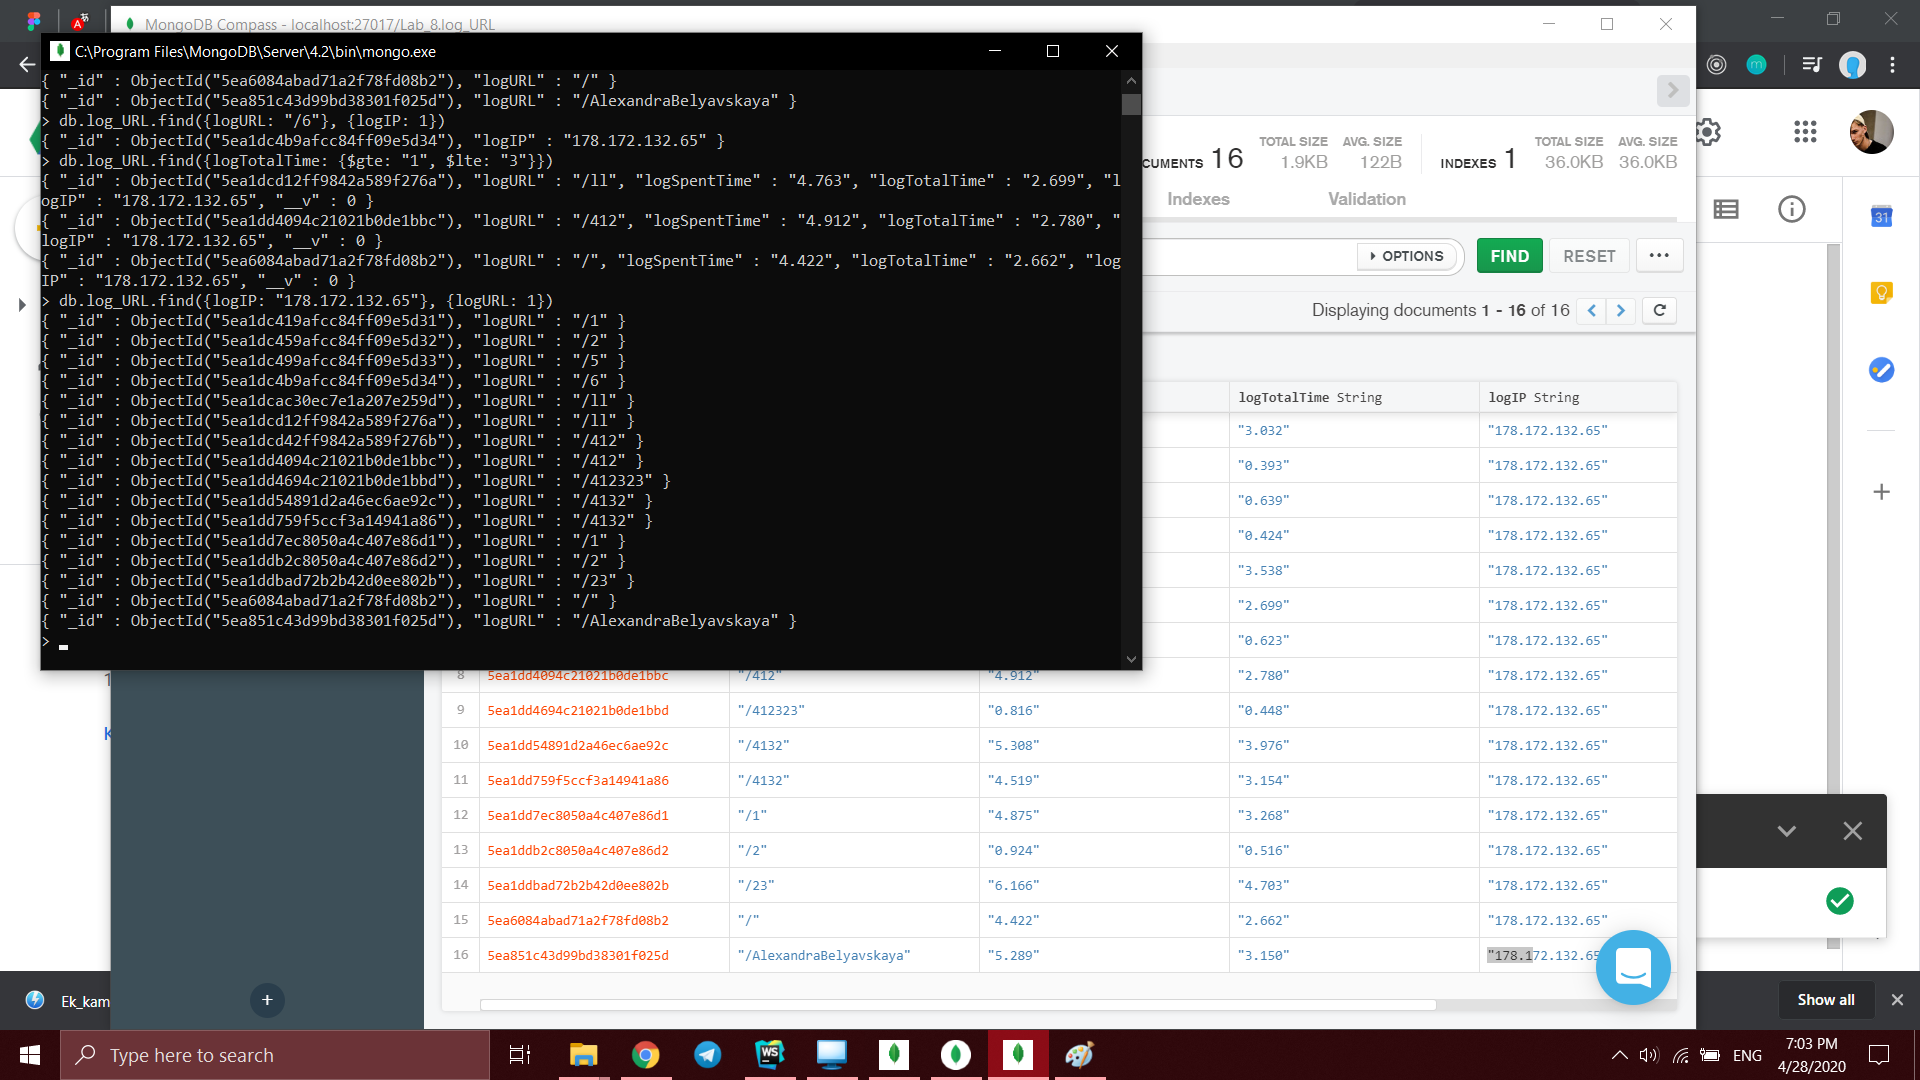 MongoDB Compass - localhost:27017/Lab_8.log_URL
C:\Program Files\MongoDB\Server\4.2\bin\mongo.exe
{ "_id" : ObjectId("5ea6084abad71a2f78fd08b2"), "logURL" : "/" }
{ "_id" : ObjectId("5ea851c43d99bd38301f025d"), "logURL" : "/AlexandraBelyavskaya" }
> db.log_URL.find({logURL: "/6"}, {logIP: 1})
{ "_id" : ObjectId("5ea1dc4b9afcc84ff09e5d34"), "logIP" : "178.172.132.65" }
> db.log_URL.find({logTotalTime: {$gte: "1", $lte: "3"}})
{ "_id" : ObjectId("5ea1dcd12ff9842a589f276a"), "logURL" : "/ll", "logSpentTime" : "4.763", "logTotalTime" : "2.699", "l
ogIP" : "178.172.132.65", "__v" : 0 }
{ "_id" : ObjectId("5ea1dd4094c21021b0de1bbc"), "logURL" : "/412", "logSpentTime" : "4.912", "logTotalTime" : "2.780", "
logIP" : "178.172.132.65", "__v" : 0 }
{ "_id" : ObjectId("5ea6084abad71a2f78fd08b2"), "logURL" : "/", "logSpentTime" : "4.422", "logTotalTime" : "2.662", "log
IP" : "178.172.132.65", "__v" : 0 }
> db.log_URL.find({logIP: "178.172.132.65"}, {logURL: 1})
{ "_id" : ObjectId("5ea1dc419afcc84ff09e5d31"), "logURL" : "/1" }
{ "_id" : ObjectId("5ea1dc459afcc84ff09e5d32"), "logURL" : "/2" }
{ "_id" : ObjectId("5ea1dc499afcc84ff09e5d33"), "logURL" : "/5" }
{ "_id" : ObjectId("5ea1dc4b9afcc84ff09e5d34"), "logURL" : "/6" }
{ "_id" : ObjectId("5ea1dcac30ec7e1a207e259d"), "logURL" : "/ll" }
{ "_id" : ObjectId("5ea1dcd12ff9842a589f276a"), "logURL" : "/ll" }
{ "_id" : ObjectId("5ea1dcd42ff9842a589f276b"), "logURL" : "/412" }
{ "_id" : ObjectId("5ea1dd4094c21021b0de1bbc"), "logURL" : "/412" }
{ "_id" : ObjectId("5ea1dd4694c21021b0de1bbd"), "logURL" : "/412323" }
{ "_id" : ObjectId("5ea1dd54891d2a46ec6ae92c"), "logURL" : "/4132" }
{ "_id" : ObjectId("5ea1dd759f5ccf3a14941a86"), "logURL" : "/4132" }
{ "_id" : ObjectId("5ea1dd7ec8050a4c407e86d1"), "logURL" : "/1" }
{ "_id" : ObjectId("5ea1ddb2c8050a4c407e86d2"), "logURL" : "/2" }
{ "_id" : ObjectId("5ea1ddbad72b2b42d0ee802b"), "logURL" : "/23" }
{ "_id" : ObjectId("5ea6084abad71a2f78fd08b2"), "logURL" : "/" }
{ "_id" : ObjectId("5ea851c43d99bd38301f025d"), "logURL" : "/AlexandraBelyavskaya" }
>
CUMENTS 16 TOTAL SIZE 1.9KB AVG. SIZE 122B INDEXES 1 TOTAL SIZE 36.0KB AVG. SIZE 36.0KB
Indexes Validation
OPTIONS FIND RESET ...
Displaying documents 1 - 16 of 16
logTotalTime String logIP String
"3.032" "178.172.132.65"
"0.393" "178.172.132.65"
"0.639" "178.172.132.65"
"0.424" "178.172.132.65"
"3.538" "178.172.132.65"
"2.699" "178.172.132.65"
"0.623" "178.172.132.65"
8 5ea1dd4094c21021b0de1bbc "/412" "4.912" "2.780" "178.172.132.65"
9 5ea1dd4694c21021b0de1bbd "/412323" "0.816" "0.448" "178.172.132.65"
10 5ea1dd54891d2a46ec6ae92c "/4132" "5.308" "3.976" "178.172.132.65"
11 5ea1dd759f5ccf3a14941a86 "/4132" "4.519" "3.154" "178.172.132.65"
12 5ea1dd7ec8050a4c407e86d1 "/1" "4.875" "3.268" "178.172.132.65"
13 5ea1ddb2c8050a4c407e86d2 "/2" "0.924" "0.516" "178.172.132.65"
14 5ea1ddbad72b2b42d0ee802b "/23" "6.166" "4.703" "178.172.132.65"
15 5ea6084abad71a2f78fd08b2 "/" "4.422" "2.662" "178.172.132.65"
16 5ea851c43d99bd38301f025d "/AlexandraBelyavskaya" "5.289" "3.150" "178.172.132.65
31
Ek_kam
Show all
Type here to search
WS
ENG
7:03 PM
4/28/2020